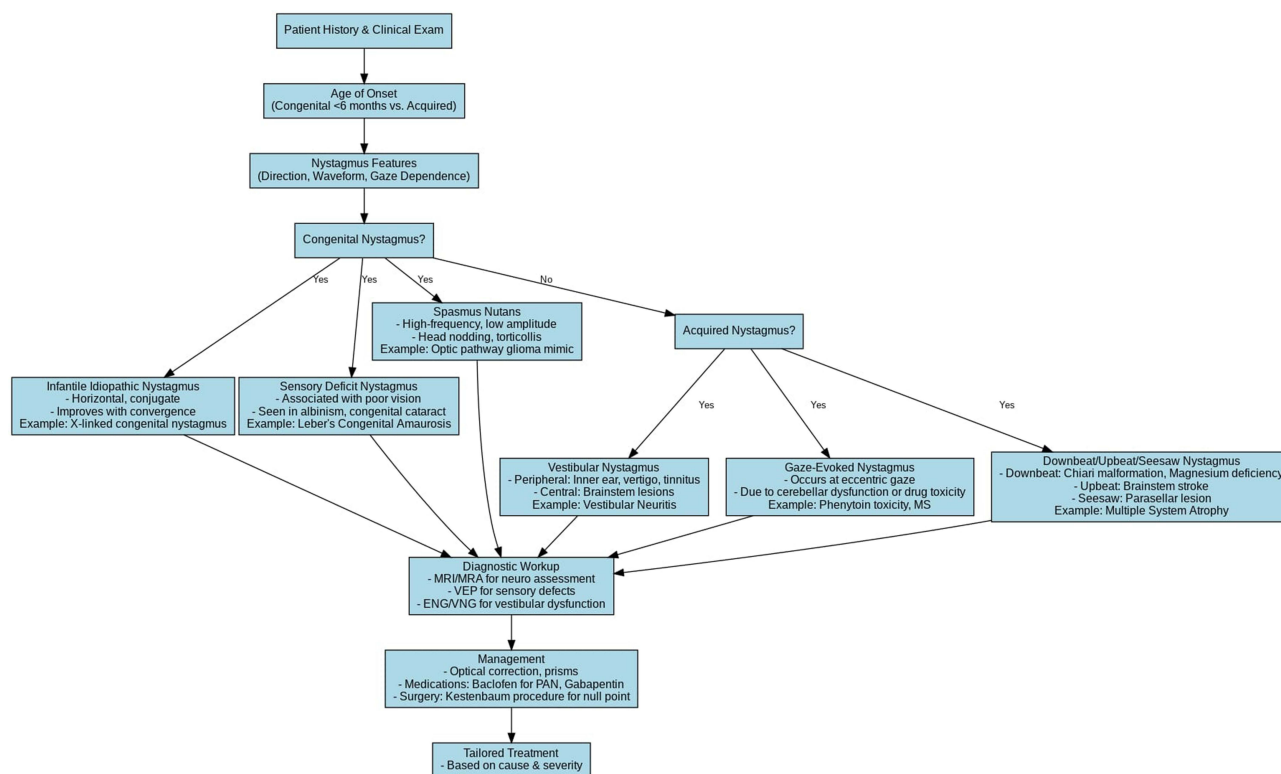 Patient History & Clinical Exam
Age of Onset
(Congenital <6 months vs. Acquired)
Nystagmus Features
(Direction, Waveform, Gaze Dependence)
Congenital Nystagmus?
Yes
Yes
Yes
No
Spasmus Nutans
- High-frequency, low amplitude
- Head nodding, torticollis
Example: Optic pathway glioma mimic
Acquired Nystagmus?
Infantile Idiopathic Nystagmus
- Horizontal, conjugate
- Improves with convergence
Example: X-linked congenital nystagmus
Sensory Deficit Nystagmus
- Associated with poor vision
- Seen in albinism, congenital cataract
Example: Leber's Congenital Amaurosis
Yes
Yes
Yes
Vestibular Nystagmus
- Peripheral: Inner ear, vertigo, tinnitus
- Central: Brainstem lesions
Example: Vestibular Neuritis
Gaze-Evoked Nystagmus
- Occurs at eccentric gaze
- Due to cerebellar dysfunction or drug toxicity
Example: Phenytoin toxicity, MS
Downbeat/Upbeat/Seesaw Nystagmus
- Downbeat: Chiari malformation, Magnesium deficiency
- Upbeat: Brainstem stroke
- Seesaw: Parasellar lesion
Example: Multiple System Atrophy
Diagnostic Workup
- MRI/MRA for neuro assessment
- VEP for sensory defects
- ENG/VNG for vestibular dysfunction
Management
- Optical correction, prisms
- Medications: Baclofen for PAN, Gabapentin
- Surgery: Kestenbaum procedure for null point
Tailored Treatment
- Based on cause & severity